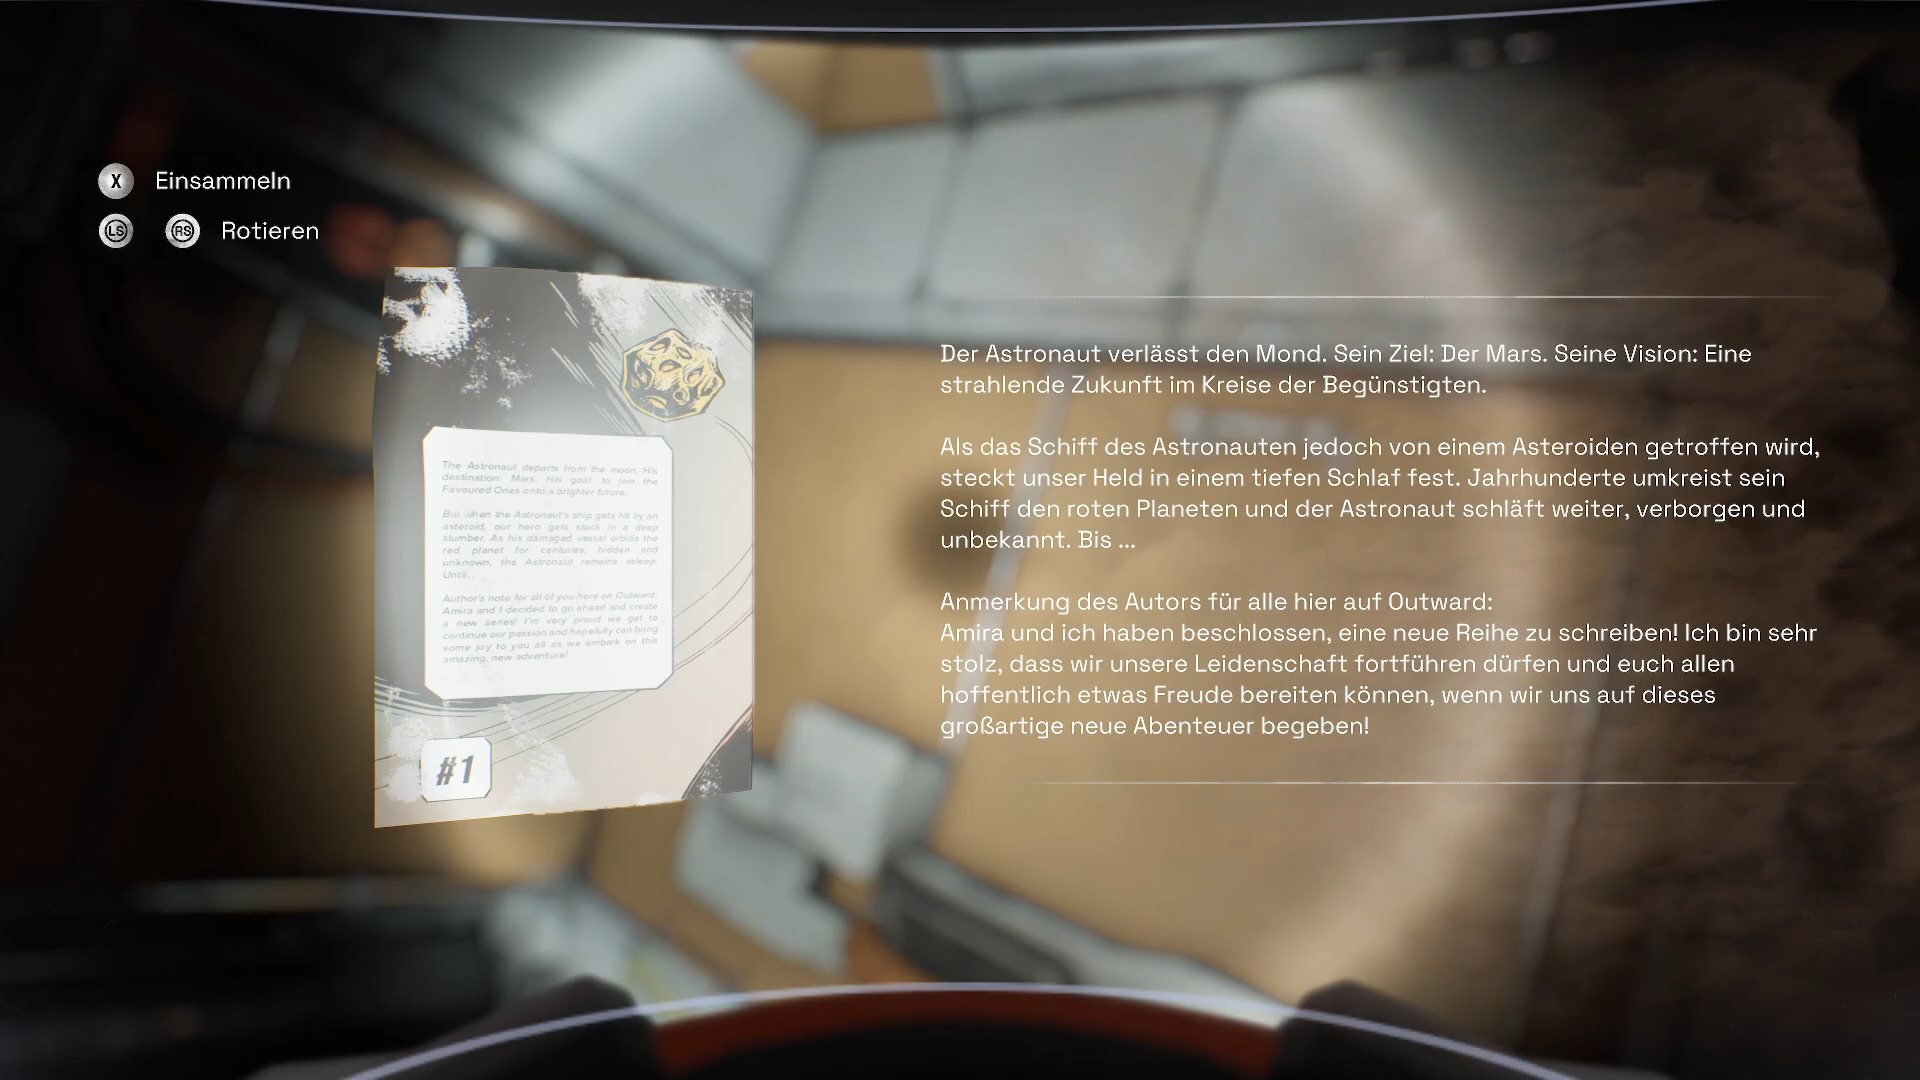 X Einsammeln
LS RS Rotieren
The Astronaut departs from the moon. His
destination: Mars. His goal: to join the
Favoured Ones onto a brighter future.
But when the Astronaut's ship gets hit by an
asteroid, our hero gets stuck in a deep
slumber. As his damaged vessel orbits the
red planet for centuries, hidden and
unknown, the Astronaut remains asleep.
Until...
Author's note for all of you here on Outward:
Amira and I decided to go ahead and create
a new series! I'm very proud we get to
continue our passion and hopefully can bring
some joy to you all as we embark on this
amazing, new adventure!
#1
Der Astronaut verlässt den Mond. Sein Ziel: Der Mars. Seine Vision: Eine
strahlende Zukunft im Kreise der Begünstigten.
Als das Schiff des Astronauten jedoch von einem Asteroiden getroffen wird,
steckt unser Held in einem tiefen Schlaf fest. Jahrhunderte umkreist sein
Schiff den roten Planeten und der Astronaut schläft weiter, verborgen und
unbekannt. Bis ...
Anmerkung des Autors für alle hier auf Outward:
Amira und ich haben beschlossen, eine neue Reihe zu schreiben! Ich bin sehr
stolz, dass wir unsere Leidenschaft fortführen dürfen und euch allen
hoffentlich etwas Freude bereiten können, wenn wir uns auf dieses
großartige neue Abenteuer begeben!